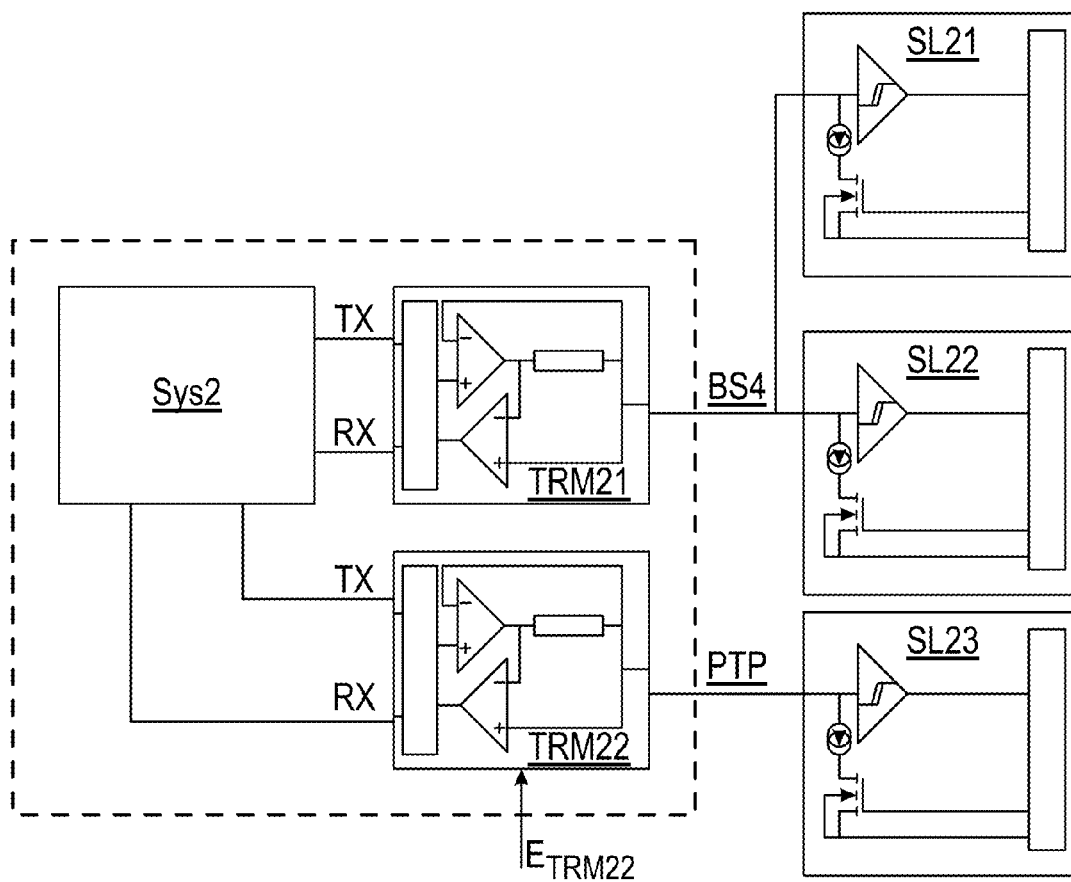 SL21
TX
Sys2
RX
TRM21
BS4
SL22
TX
RX
TRM22
PTP
SL23
E_TRM22